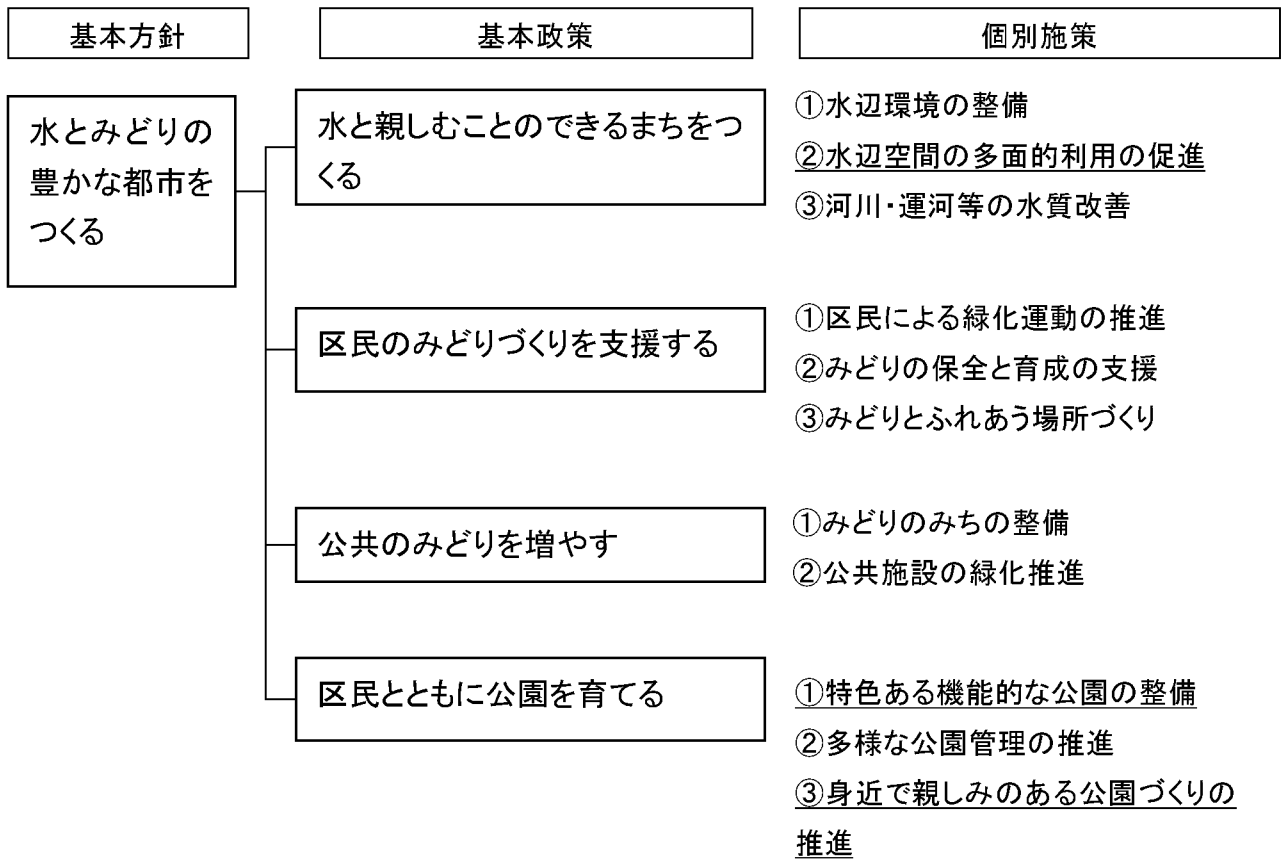 基本方針
基本政策
個別施策
水とみどりの
豊かな都市を
つくる
水と親しむことのできるまちをつ
くる
①水辺環境の整備
②水辺空間の多面的利用の促進
③河川・運河等の水質改善
区民のみどりづくりを支援する
①区民による緑化運動の推進
②みどりの保全と育成の支援
③みどりとふれあう場所づくり
公共のみどりを増やす
①みどりのみちの整備
②公共施設の緑化推進
区民とともに公園を育てる
①特色ある機能的な公園の整備
②多様な公園管理の推進
③身近で親しみのある公園づくりの
推進